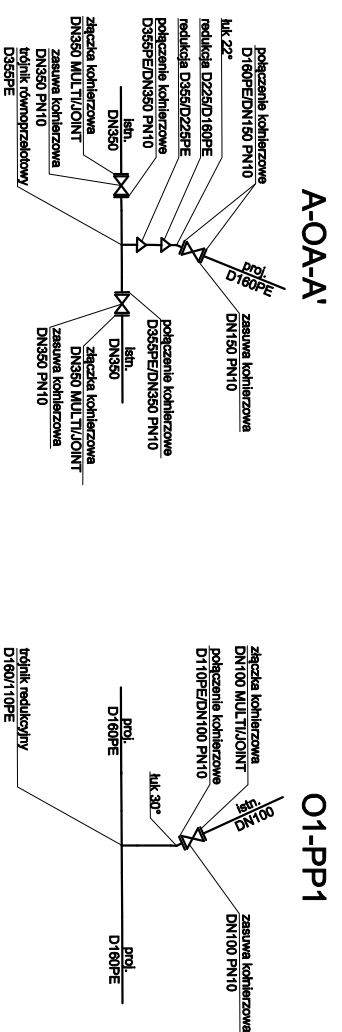 A-OA-A'
połączenie kołnierzowe
D160PE/DN150 PN10
łuk 22°
redukcja D225/D160PE
redukcja D355/D225PE
połączenie kołnierzowe
D355PE/DN350 PN10
istn.
DN350
złączka kołnierzowa
DN350 MULTI/JOINT
zasuwa kołnierzowa
DN350 PN10
trójnik równoprzelotowy
D355PE
proj.
D160PE
zasuwa kołnierzowa
DN150 PN10
połączenie kołnierzowe
D355PE/DN350 PN10
istn.
DN350
złączka kołnierzowa
DN350 MULTI/JOINT
zasuwa kołnierzowa
DN350 PN10
O1-PP1
złączka kołnierzowa
DN100 MULTI/JOINT
połączenie kołnierzowe
D110PE/DN100 PN10
istn.
DN100
zasuwa kołnierzowa
DN100 PN10
łuk 30°
proj.
D160PE
proj.
D160PE
trójnik redukcyjny
D160/110PE